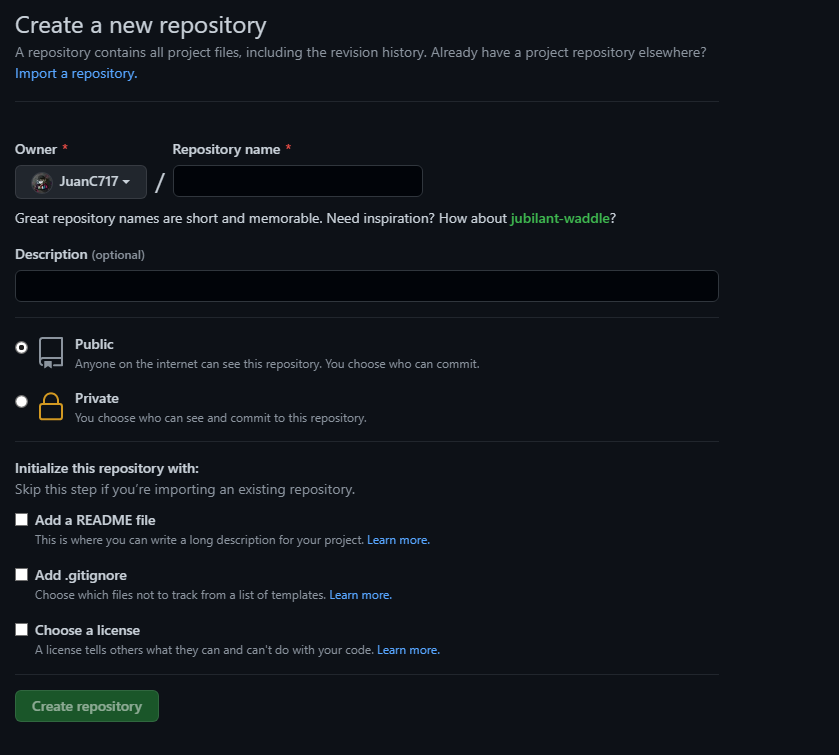 Create a new repository
A repository contains all project files, including the revision history. Already have a project repository elsewhere?
Import a repository.
Owner * Repository name *
JuanC717 /
Great repository names are short and memorable. Need inspiration? How about jubilant-waddle?
Description (optional)
Public
Anyone on the internet can see this repository. You choose who can commit.
Private
You choose who can see and commit to this repository.
Initialize this repository with:
Skip this step if you’re importing an existing repository.
Add a README file
This is where you can write a long description for your project. Learn more.
Add .gitignore
Choose which files not to track from a list of templates. Learn more.
Choose a license
A license tells others what they can and can't do with your code. Learn more.
Create repository